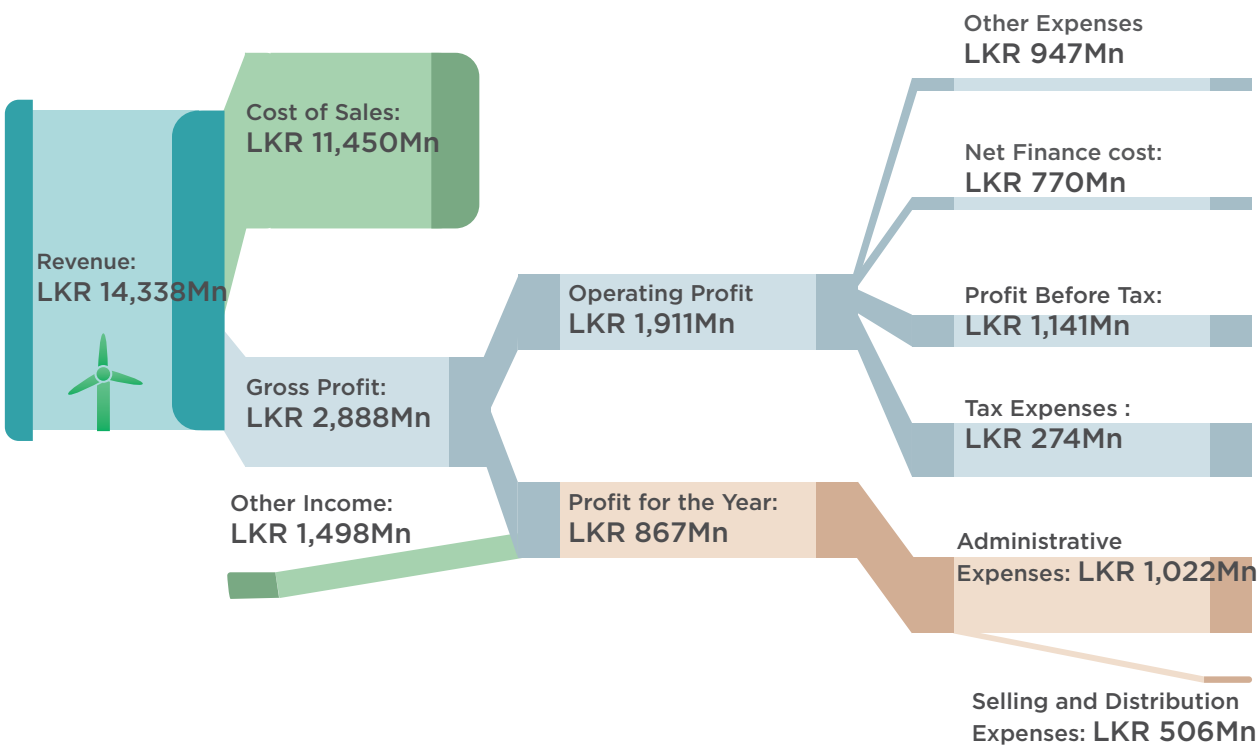 Revenue:
LKR 14,338Mn
Cost of Sales:
LKR 11,450Mn
Gross Profit:
LKR 2,888Mn
Other Income:
LKR 1,498Mn
Operating Profit
LKR 1,911Mn
Profit for the Year:
LKR 867Mn
Other Expenses
LKR 947Mn
Net Finance cost:
LKR 770Mn
Profit Before Tax:
LKR 1,141Mn
Tax Expenses :
LKR 274Mn
Administrative
Expenses: LKR 1,022Mn
Selling and Distribution
Expenses: LKR 506Mn